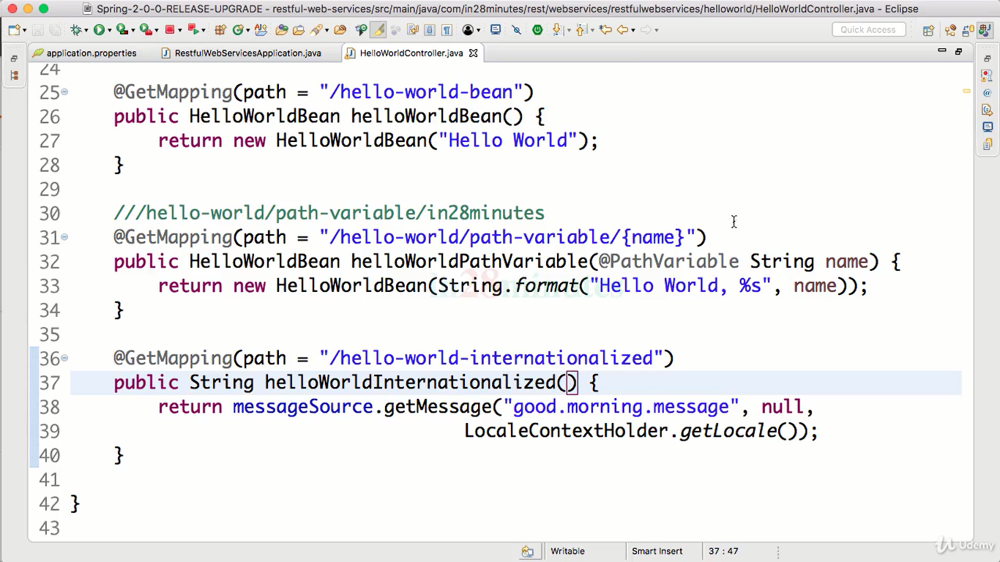 Spring-2-0-0-RELEASE-UPGRADE - restful-web-services/src/main/java/com/in28minutes/rest/webservices/restfulwebservices/helloworld/HelloWorldController.java - Eclipse
Quick Access
application.properties RestfulWebServicesApplication.java HelloWorldController.java
24
25 @GetMapping(path = "/hello-world-bean")
26 public HelloWorldBean helloWorldBean() {
27 return new HelloWorldBean("Hello World");
28 }
29
30 ///hello-world/path-variable/in28minutes
31 @GetMapping(path = "/hello-world/path-variable/{name}")
32 public HelloWorldBean helloWorldPathVariable(@PathVariable String name) {
33 return new HelloWorldBean(String.format("Hello World, %s", name));
in28minutes
34 }
35
36 @GetMapping(path = "/hello-world-internationalized")
37 public String helloWorldInternationalized() {
38 return messageSource.getMessage("good.morning.message", null,
39 LocaleContextHolder.getLocale());
40 }
41
42 }
43
Writable Smart Insert 37 : 47
Udemy